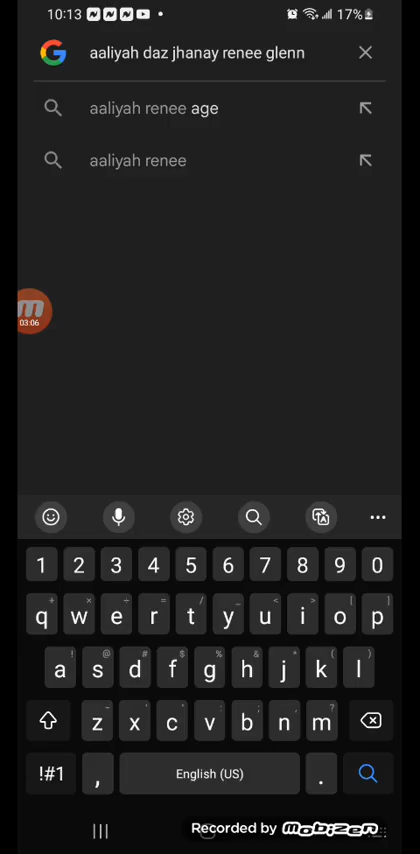 10:13 17%
aaliyah daz jhanay renee glenn
aaliyah renee age
aaliyah renee
03:06
1 2 3 4 5 6 7 8 9 0
q w e r t y u i o p
a s d f g h j k l
z x c v b n m
!#1 , English (US) .
Recorded by mobizen